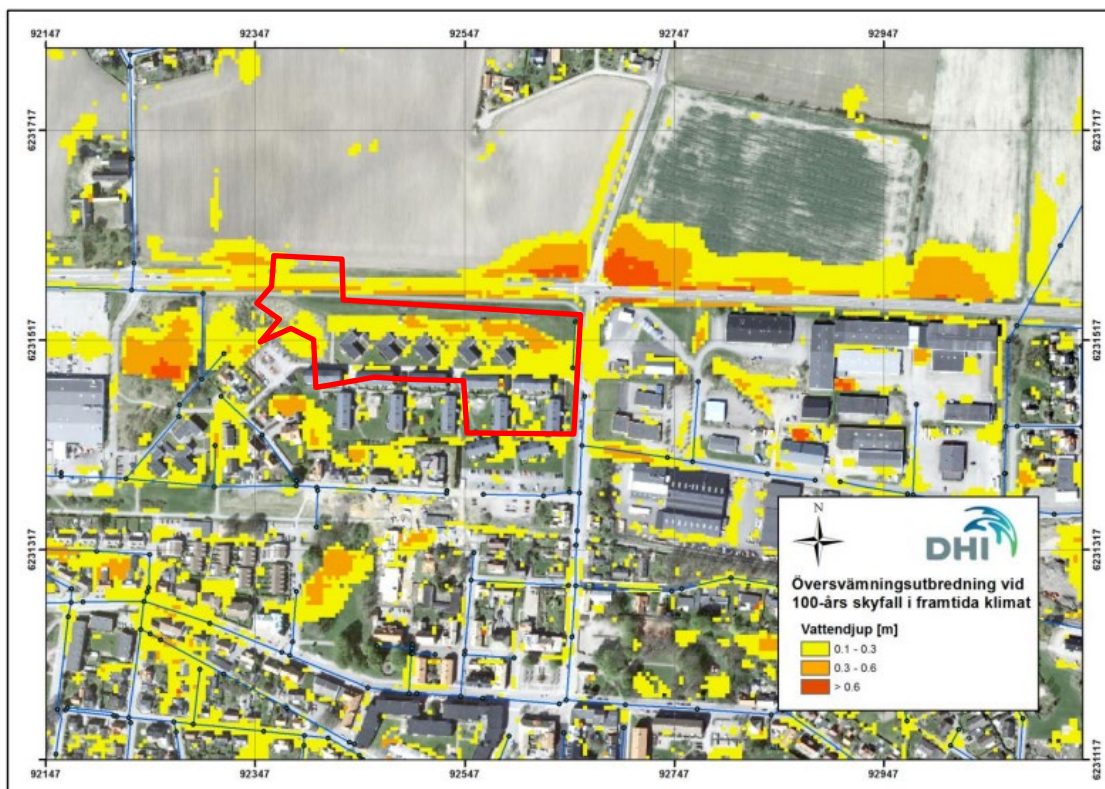 92147 92347 92547 92747 92947
6231717 6231717
6231517 6231517
6231317 6231317
6231117 6231117
N
DHI
Översvämningsutbredning vid
100-års skyfall i framtida klimat
Vattendjup [m]
0.1 - 0.3
0.3 - 0.6
> 0.6
92147 92347 92547 92747 92947